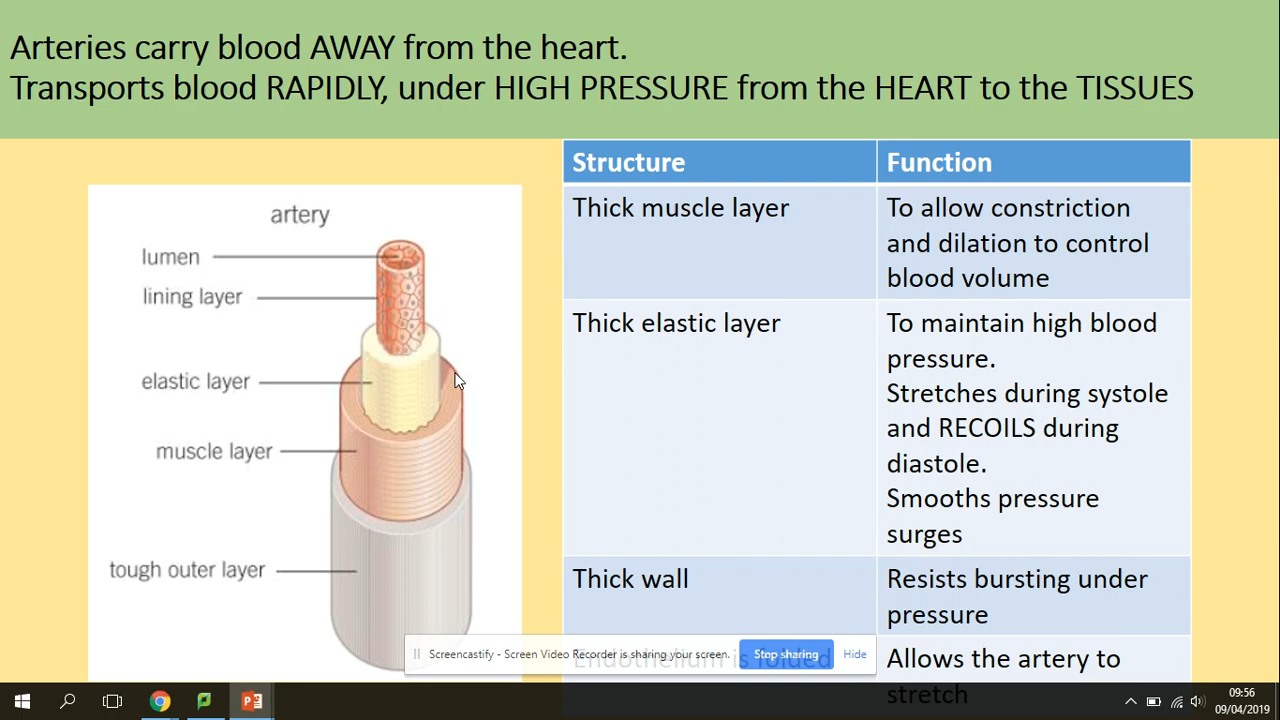 Arteries carry blood AWAY from the heart.
Transports blood RAPIDLY, under HIGH PRESSURE from the HEART to the TISSUES
artery
lumen
lining layer
elastic layer
muscle layer
tough outer layer
Structure
Function
Thick muscle layer
To allow constriction
and dilation to control
blood volume
Thick elastic layer
To maintain high blood
pressure.
Stretches during systole
and RECOILS during
diastole.
Smooths pressure
surges
Thick wall
Resists bursting under
pressure
Endothelium is folded
Allows the artery to
stretch
Screencastify - Screen Video Recorder is sharing your screen.
Stop sharing
Hide
09:56
09/04/2019